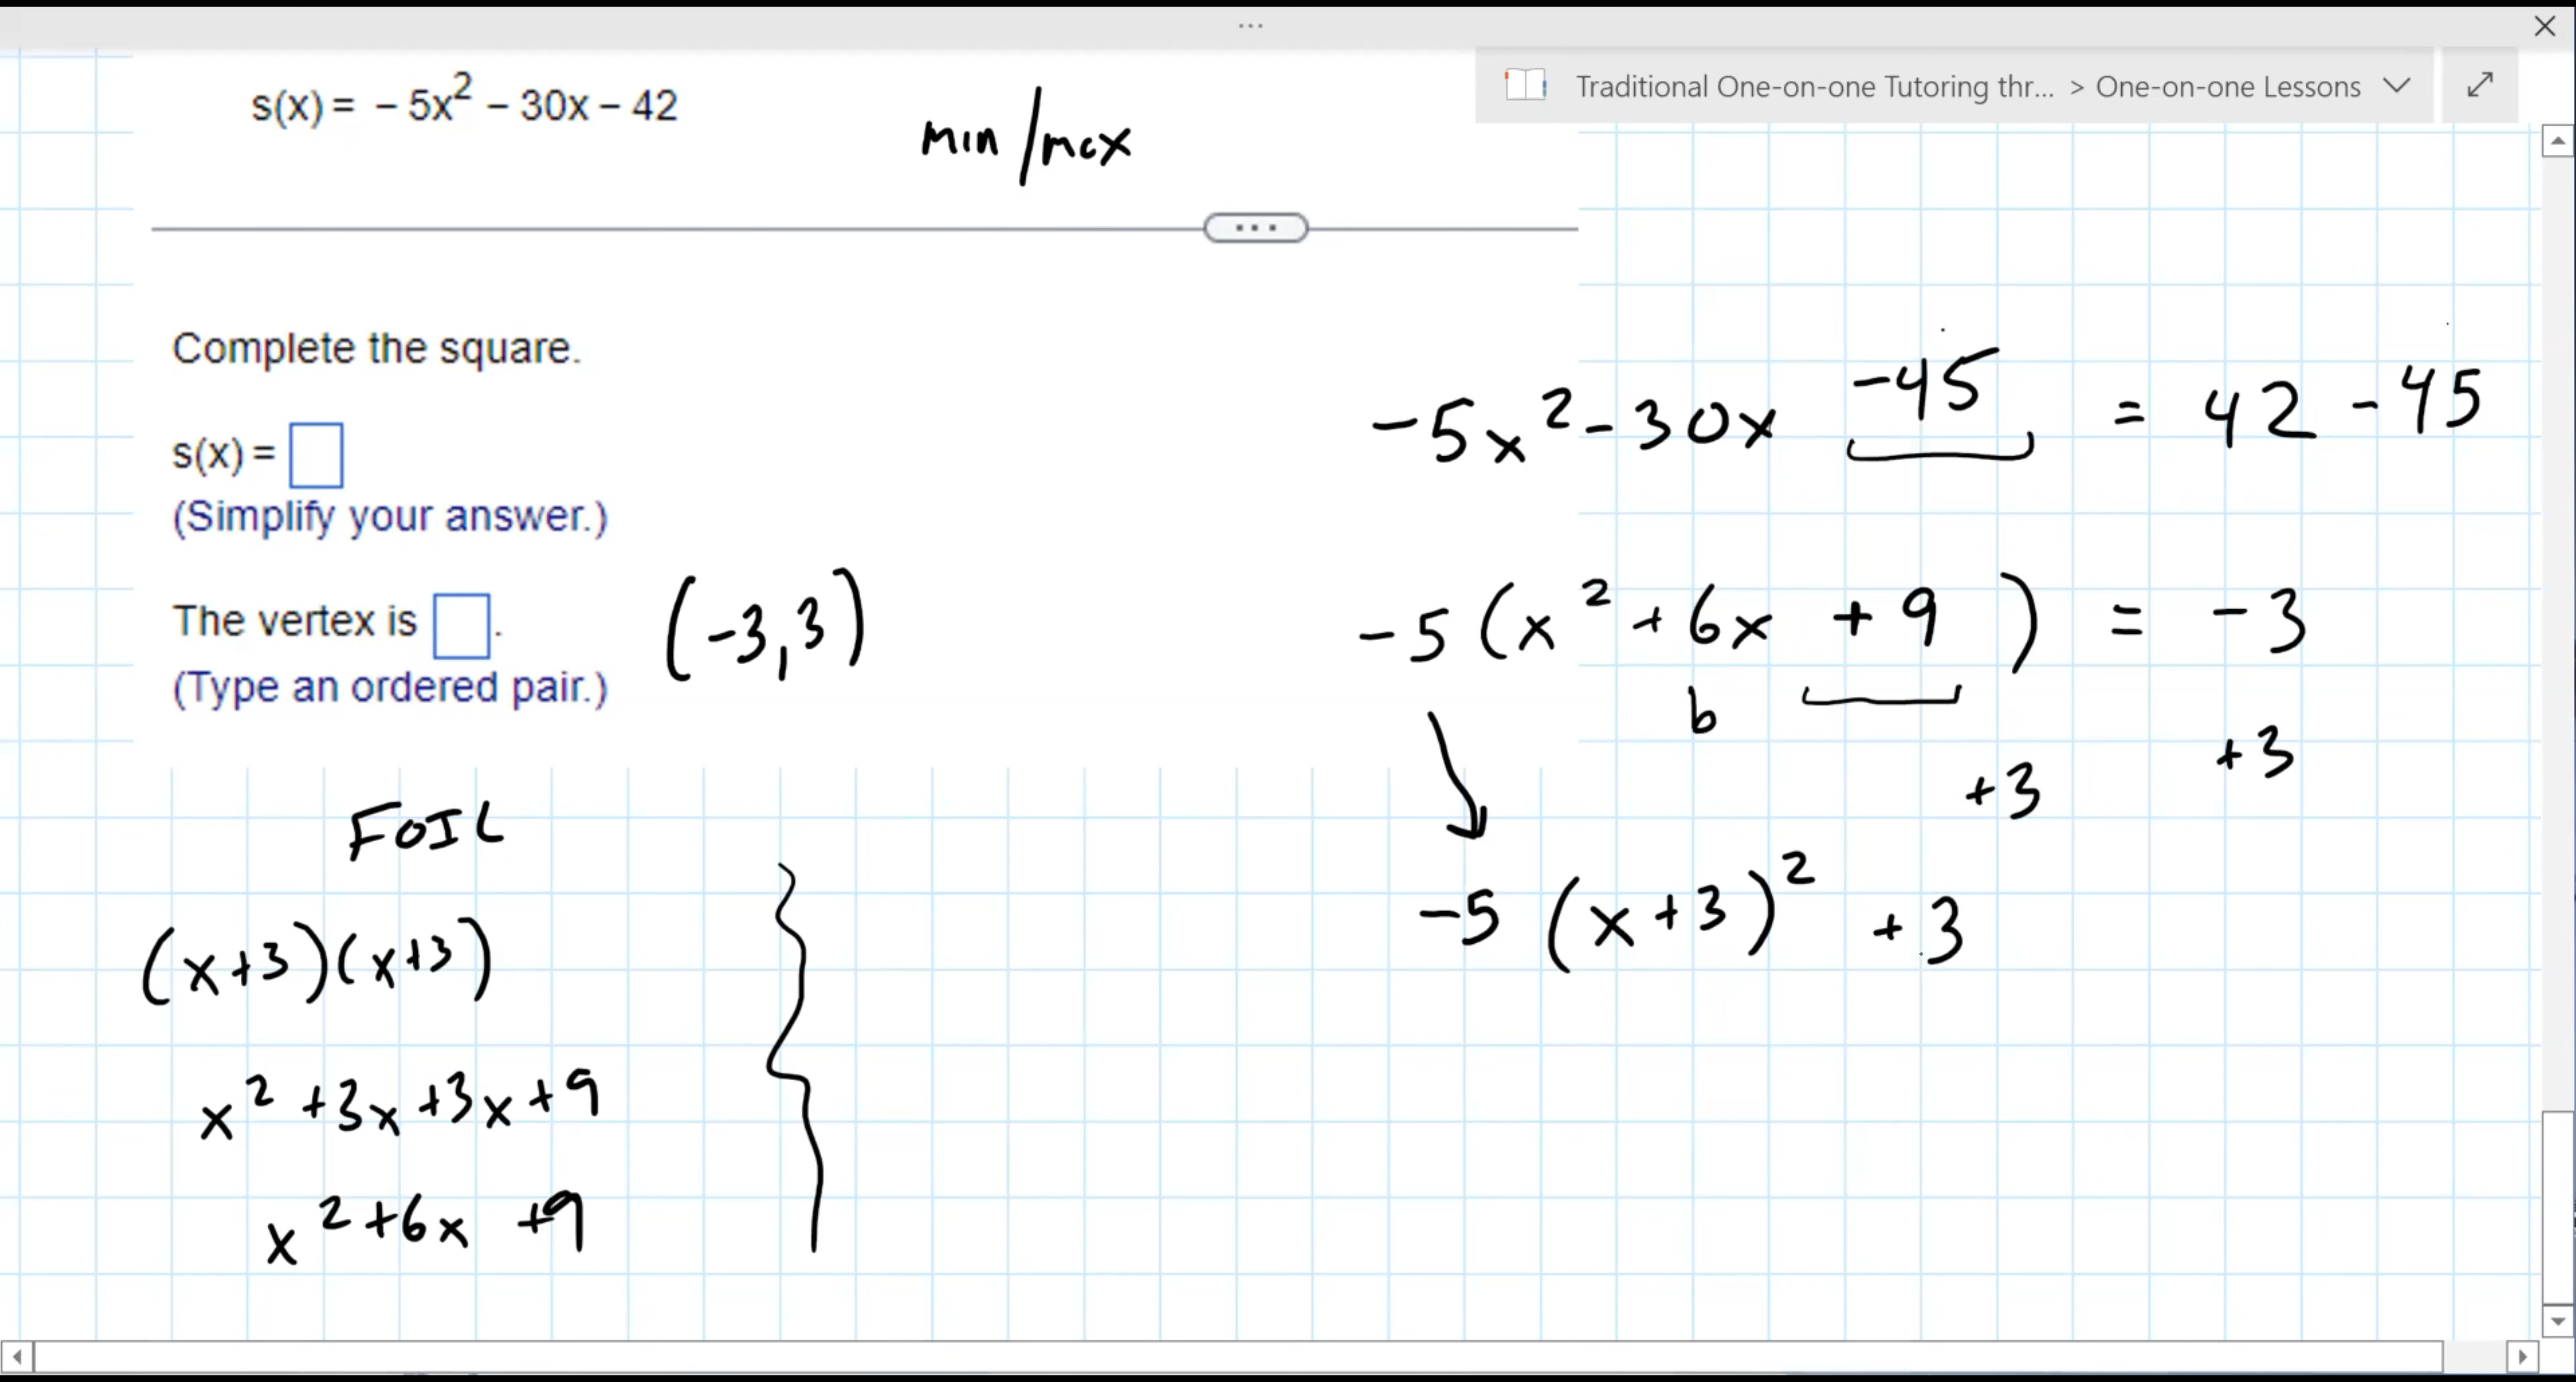 Traditional One-on-one Tutoring thr... > One-on-one Lessons
s(x) = - 5x² - 30x - 42
min/max
Complete the square.
s(x) =
(Simplify your answer.)
The vertex is .
(Type an ordered pair.)
(-3,3)
-5x²-30x -45 = 42 -45
-5(x²+6x +9) = -3
b
+3 +3
-5(x+3)² +3
FOIL
(x+3)(x+3)
x²+3x+3x+9
x²+6x+9